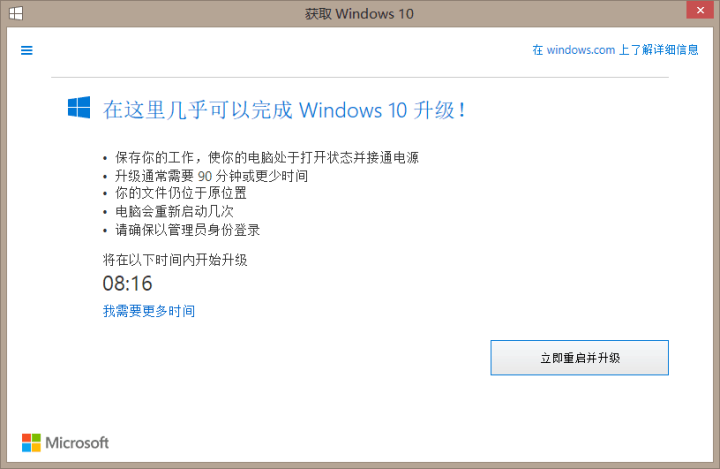 获取 Windows 10
在 windows.com 上了解详细信息
在这里几乎可以完成 Windows 10 升级！
• 保存你的工作，使你的电脑处于打开状态并接通电源
• 升级通常需要 90 分钟或更少时间
• 你的文件仍位于原位置
• 电脑会重新启动几次
• 请确保以管理员身份登录
将在以下时间内开始升级
08:16
我需要更多时间
立即重启并升级
Microsoft